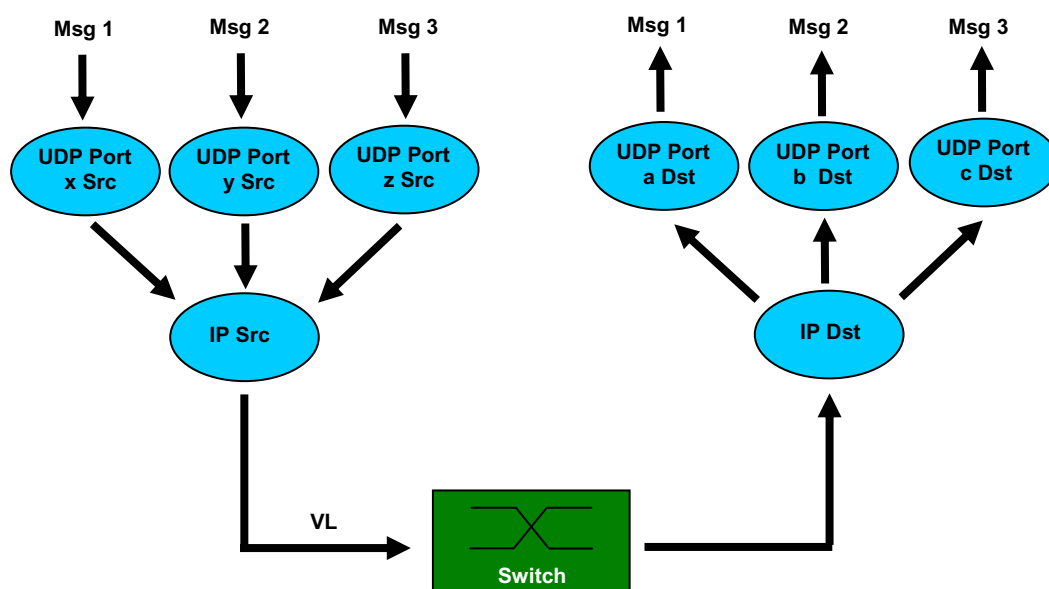 Msg 1
Msg 2
Msg 3
Msg 1
Msg 2
Msg 3
UDP Port
x Src
UDP Port
y Src
UDP Port
z Src
UDP Port
a Dst
UDP Port
b Dst
UDP Port
c Dst
IP Src
IP Dst
VL
Switch